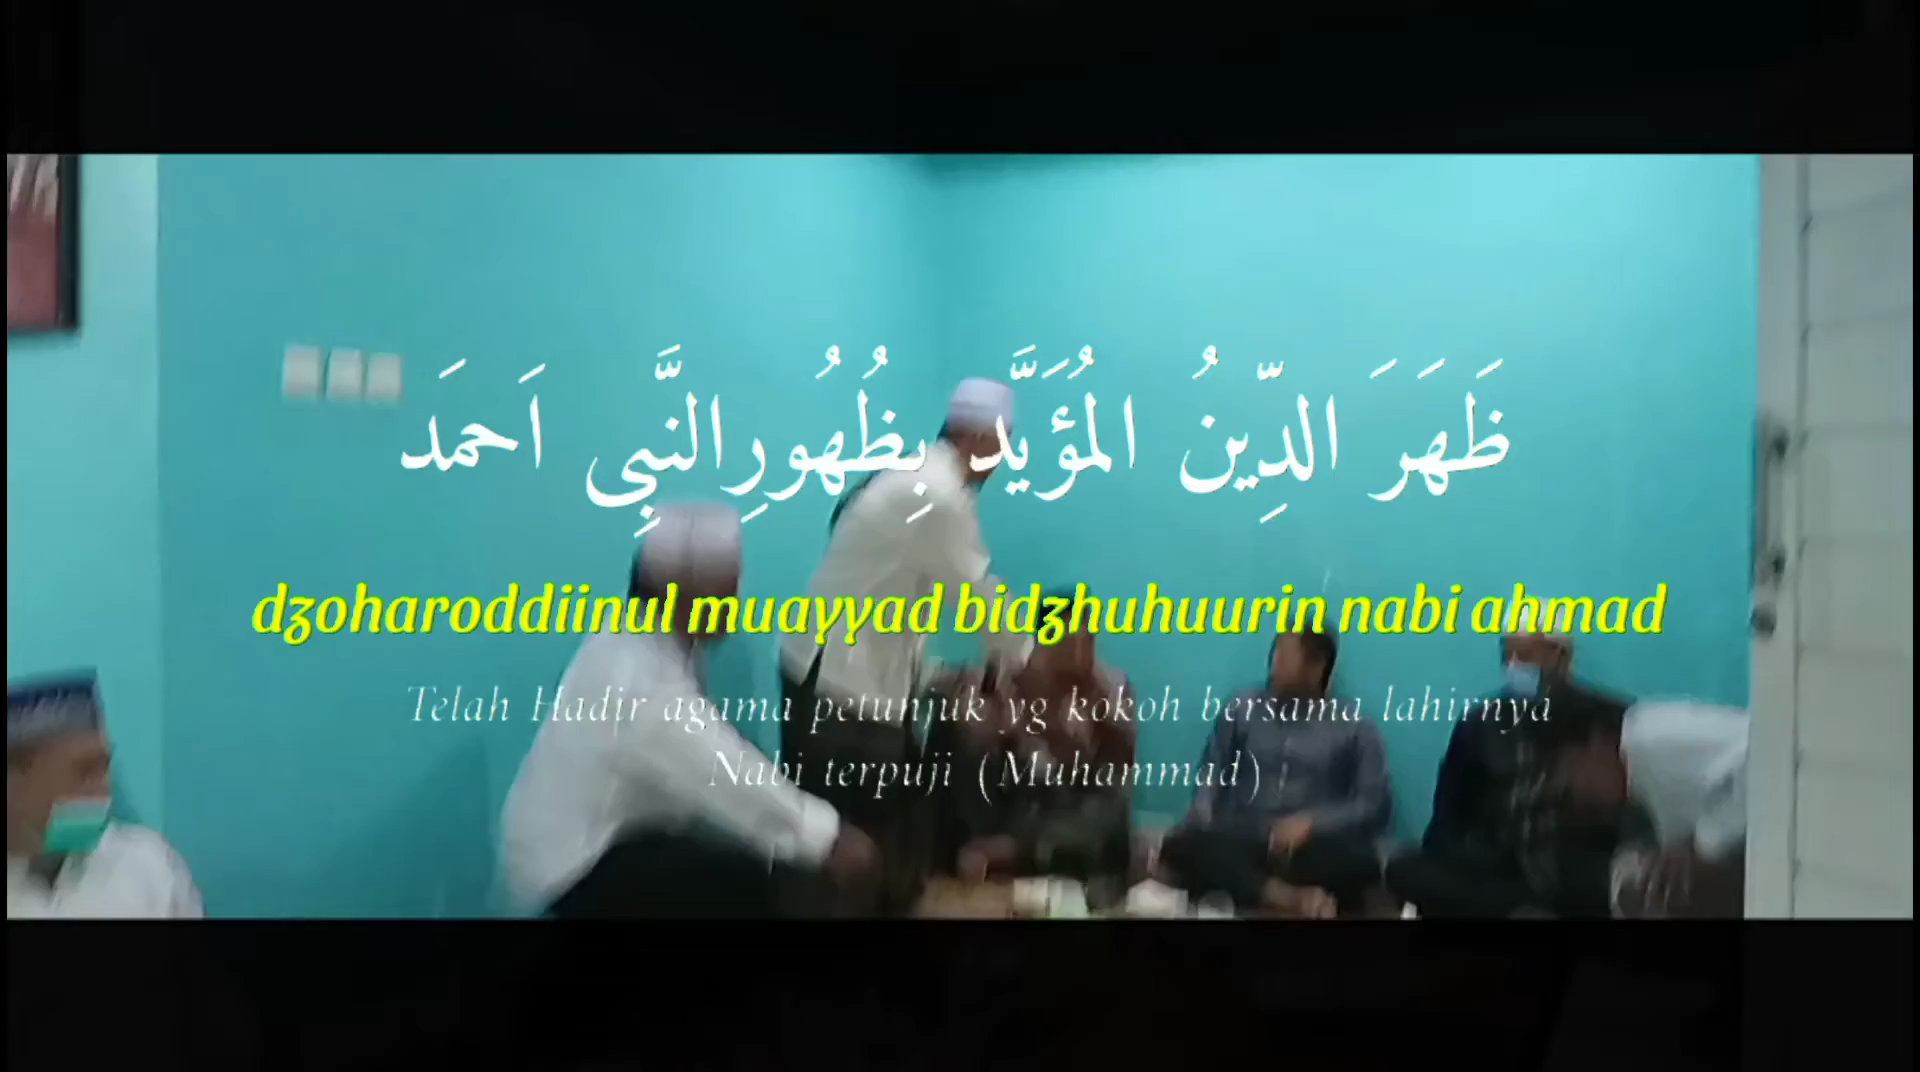 ظَهَرَ الدِّينُ المُؤَيَّد بِظُهُورِالنَّبِى اَحمَد
dzoharoddiinul muayyad bidzhuhuurin nabi ahmad
Telah Hadir agama petunjuk yg kokoh bersama lahirnya
Nabi terpuji (Muhammad)